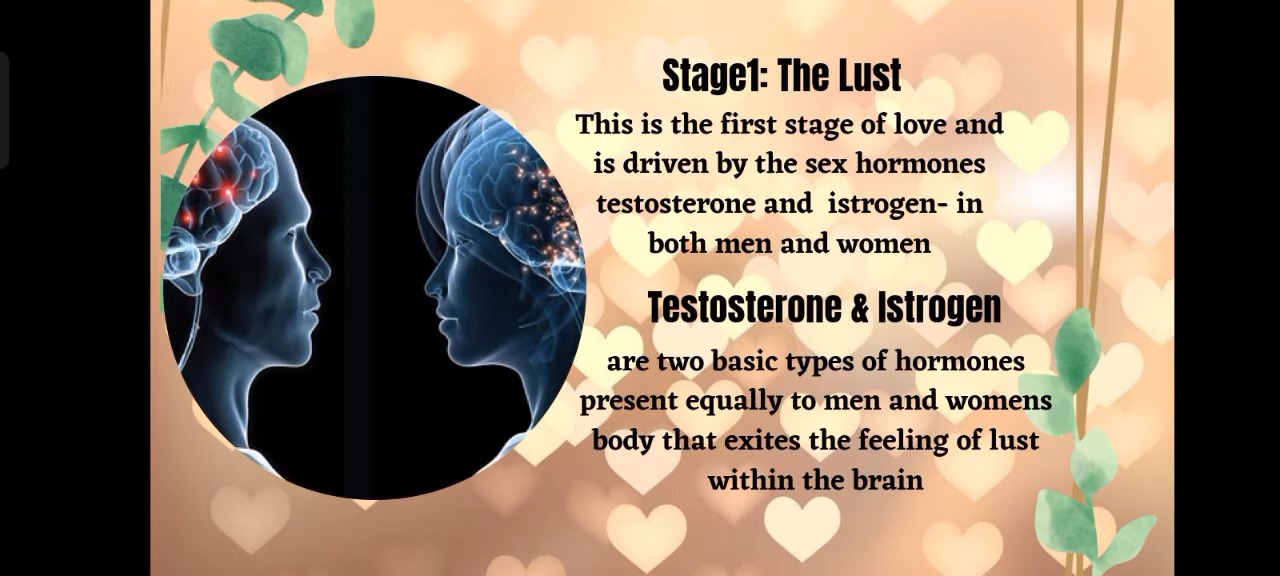 Stage1: The Lust
This is the first stage of love and
is driven by the sex hormones
testosterone and istrogen- in
both men and women
Testosterone & Istrogen
are two basic types of hormones
present equally to men and womens
body that exites the feeling of lust
within the brain